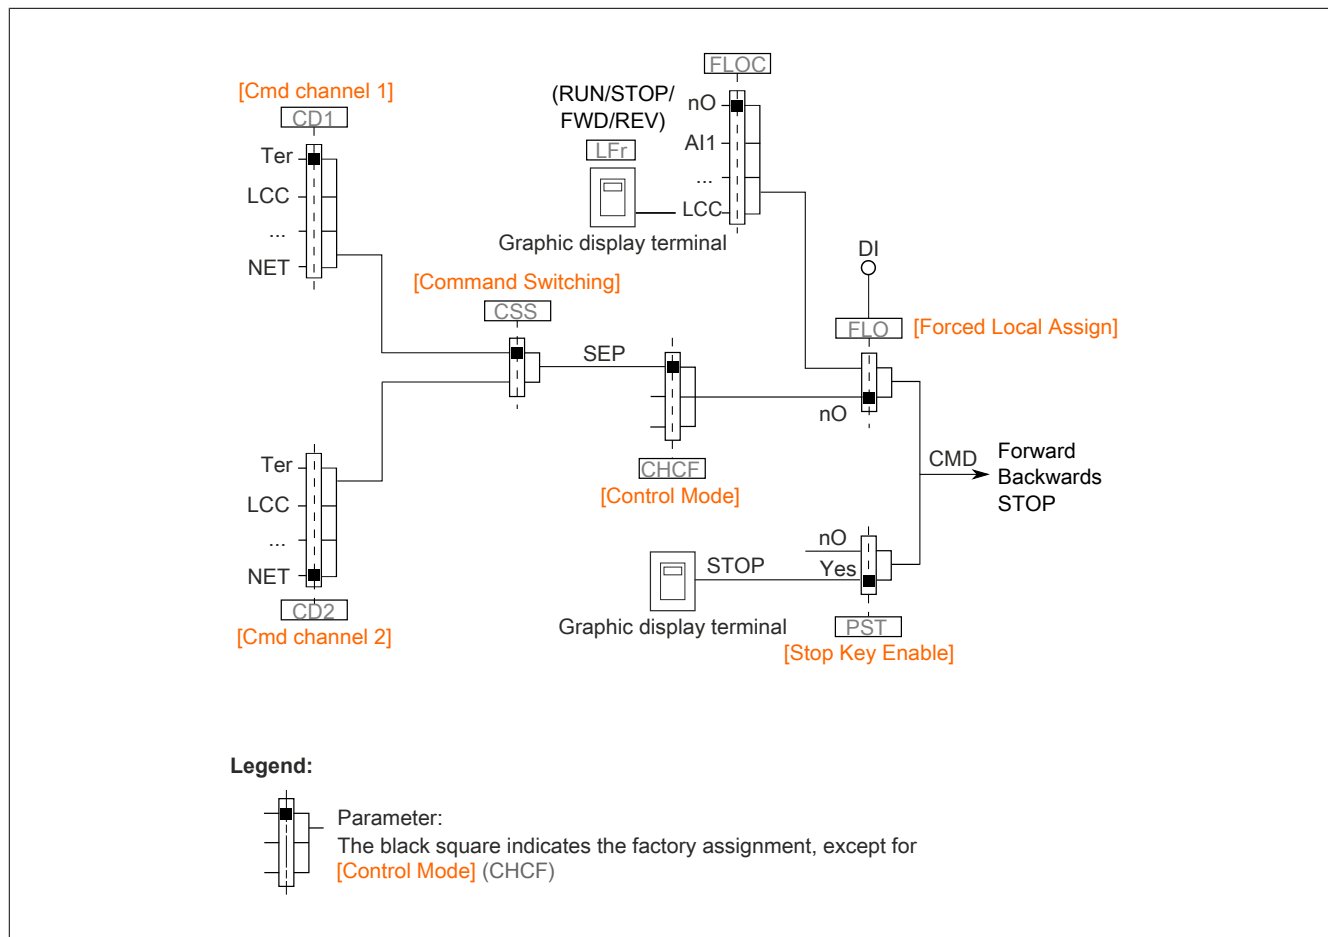 FLOC
[Cmd channel 1]
CD1
(RUN/STOP/
FWD/REV)
LFr
nO
AI1
...
LCC
Graphic display terminal
Ter
LCC
...
NET
DI
[Command Switching]
CSS
FLO
[Forced Local Assign]
SEP
nO
CHCF
[Control Mode]
Ter
LCC
...
NET
CD2
[Cmd channel 2]
CMD
Forward
Backwards
STOP
nO
STOP
Yes
Graphic display terminal
PST
[Stop Key Enable]
Legend:
Parameter:
The black square indicates the factory assignment, except for
[Control Mode] (CHCF)